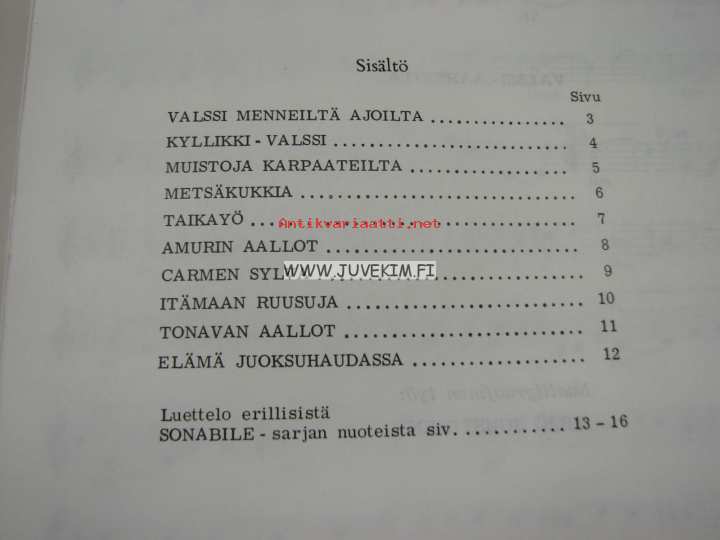 Sisältö
Sivu
VALSSI MENNEILTÄ AJOILTA ................ 3
KYLLIKKI - VALSSI ............................ 4
MUISTOJA KARPAATEILTA ................... 5
METSÄKUKKIA ................................. 6
TAIKAYÖ ....................................... 7
Antikvariaatti.net
AMURIN AALLOT .............................. 8
CARMEN SYL 9
WWW.JUVEKIM.FI
ITÄMAAN RUUSUJA .......................... 10
TONAVAN AALLOT ........................... 11
ELÄMÄ JUOKSUHAUDASSA .................. 12
Luettelo erillisistä
SONABILE - sarjan nuoteista siv. ........... 13 - 16